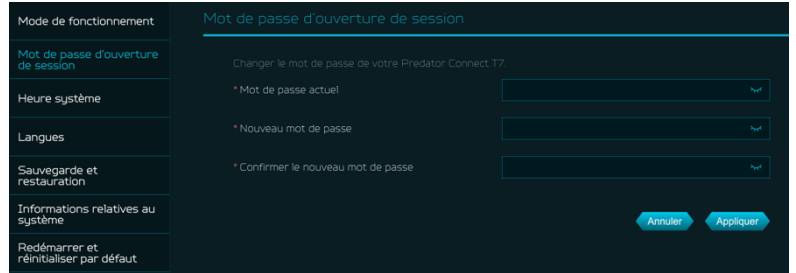 Mode de fonctionnement
Mot de passe d'ouverture
de session
Heure système
Langues
Sauvegarde et
restauration
Informations relatives au
système
Redémarrer et
réinitialiser par défaut
Mot de passe d'ouverture de session
Changer le mot de passe de votre Predator Connect T7.
* Mot de passe actuel
* Nouveau mot de passe
* Confirmer le nouveau mot de passe
Annuler
Appliquer